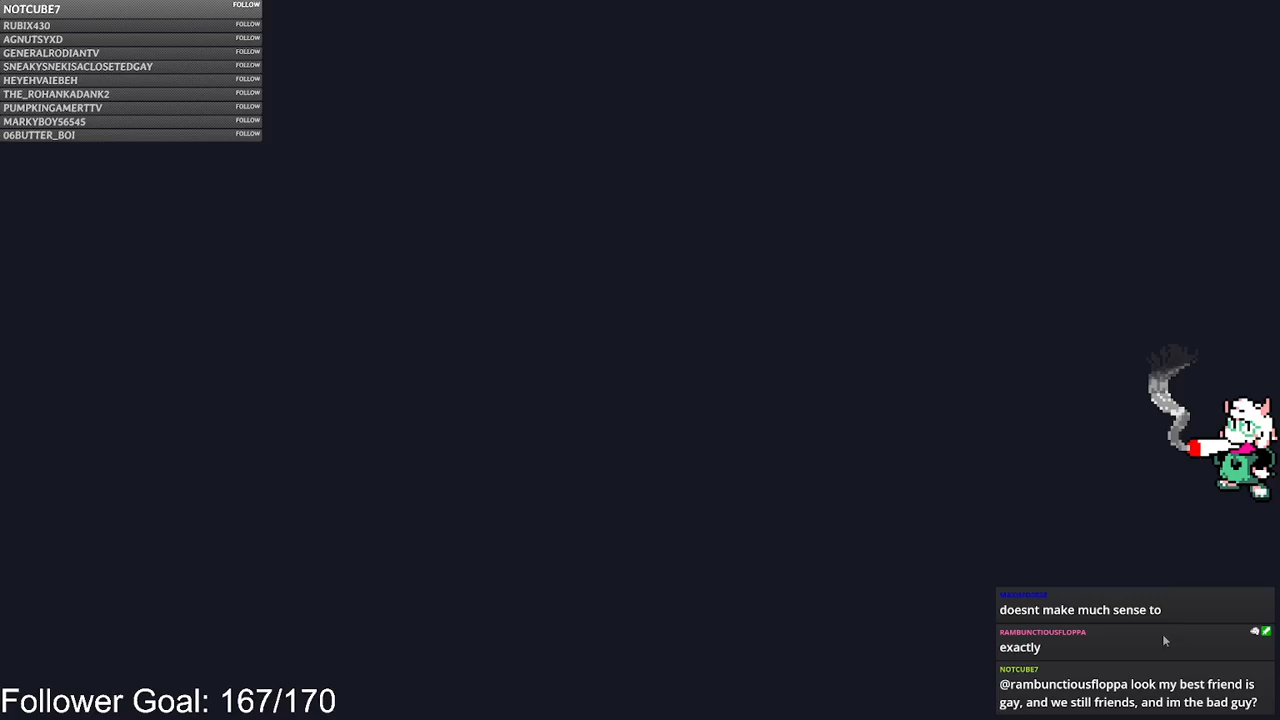 NOTCUBE7 FOLLOW
RUBIX430 FOLLOW
AGNUTSYXD FOLLOW
GENERALRODIANTV FOLLOW
SNEAKYSNEKISACLOSETEDGAY FOLLOW
HEYEHVAIEBEH FOLLOW
THE_ROHANKADANK2 FOLLOW
PUMPKINGAMERTTV FOLLOW
MARKYBOY56545 FOLLOW
06BUTTER_BOI FOLLOW
doesnt make much sense to
RAMBUNCTIOUSFLOPPA
exactly
NOTCUBE7
@rambunctiousfloppa look my best friend is
gay, and we still friends, and im the bad guy?
Follower Goal: 167/170